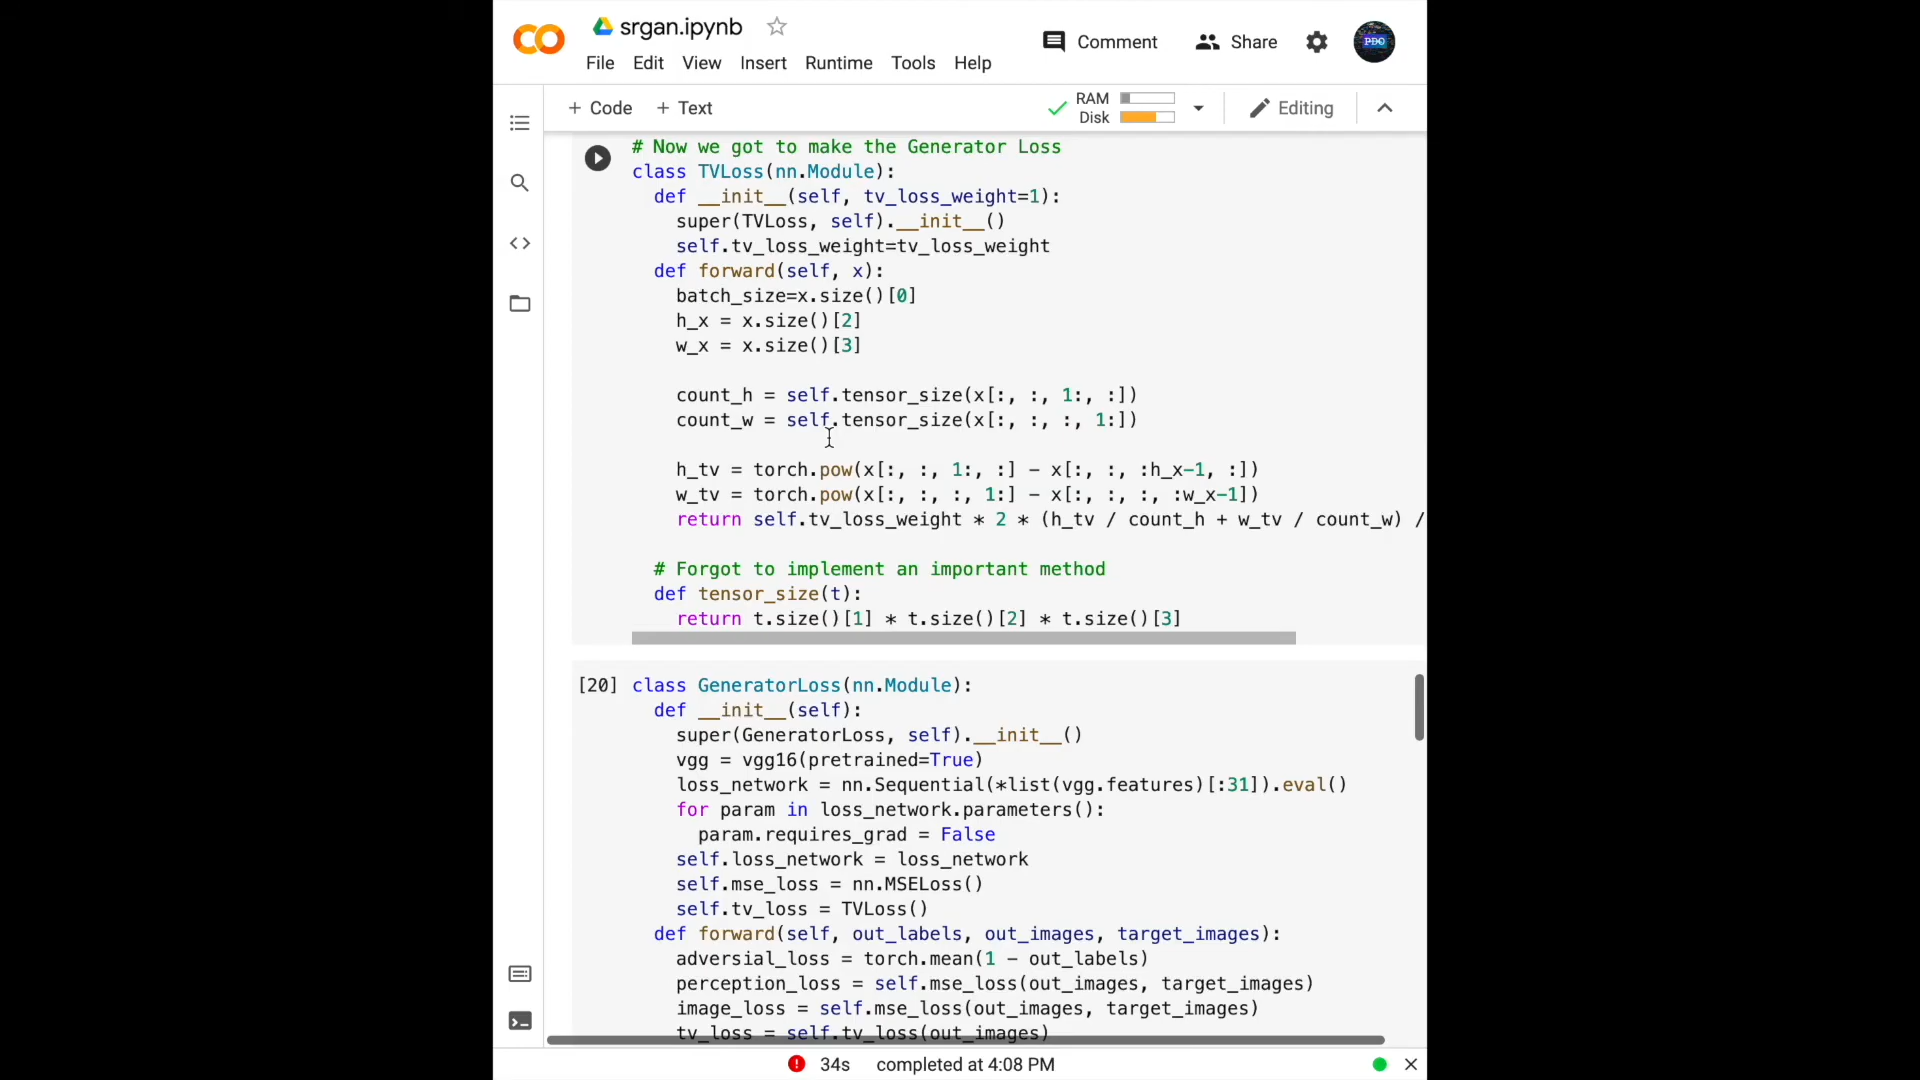 srgan.ipynb
Comment
Share
PDO
File Edit View Insert Runtime Tools Help
+ Code + Text
RAM
Disk
Editing
# Now we got to make the Generator Loss
class TVLoss(nn.Module):
def __init__(self, tv_loss_weight=1):
super(TVLoss, self).__init__()
self.tv_loss_weight=tv_loss_weight
def forward(self, x):
batch_size=x.size()[0]
h_x = x.size()[2]
w_x = x.size()[3]
count_h = self.tensor_size(x[:, :, 1:, :])
count_w = self.tensor_size(x[:, :, :, 1:])
h_tv = torch.pow(x[:, :, 1:, :] - x[:, :, :h_x-1, :])
w_tv = torch.pow(x[:, :, :, 1:] - x[:, :, :, :w_x-1])
return self.tv_loss_weight * 2 * (h_tv / count_h + w_tv / count_w) /
# Forgot to implement an important method
def tensor_size(t):
return t.size()[1] * t.size()[2] * t.size()[3]
[20] class GeneratorLoss(nn.Module):
def __init__(self):
super(GeneratorLoss, self).__init__()
vgg = vgg16(pretrained=True)
loss_network = nn.Sequential(*list(vgg.features)[:31]).eval()
for param in loss_network.parameters():
param.requires_grad = False
self.loss_network = loss_network
self.mse_loss = nn.MSELoss()
self.tv_loss = TVLoss()
def forward(self, out_labels, out_images, target_images):
adversial_loss = torch.mean(1 - out_labels)
perception_loss = self.mse_loss(out_images, target_images)
image_loss = self.mse_loss(out_images, target_images)
tv_loss = self.tv_loss(out_images)
34s completed at 4:08 PM